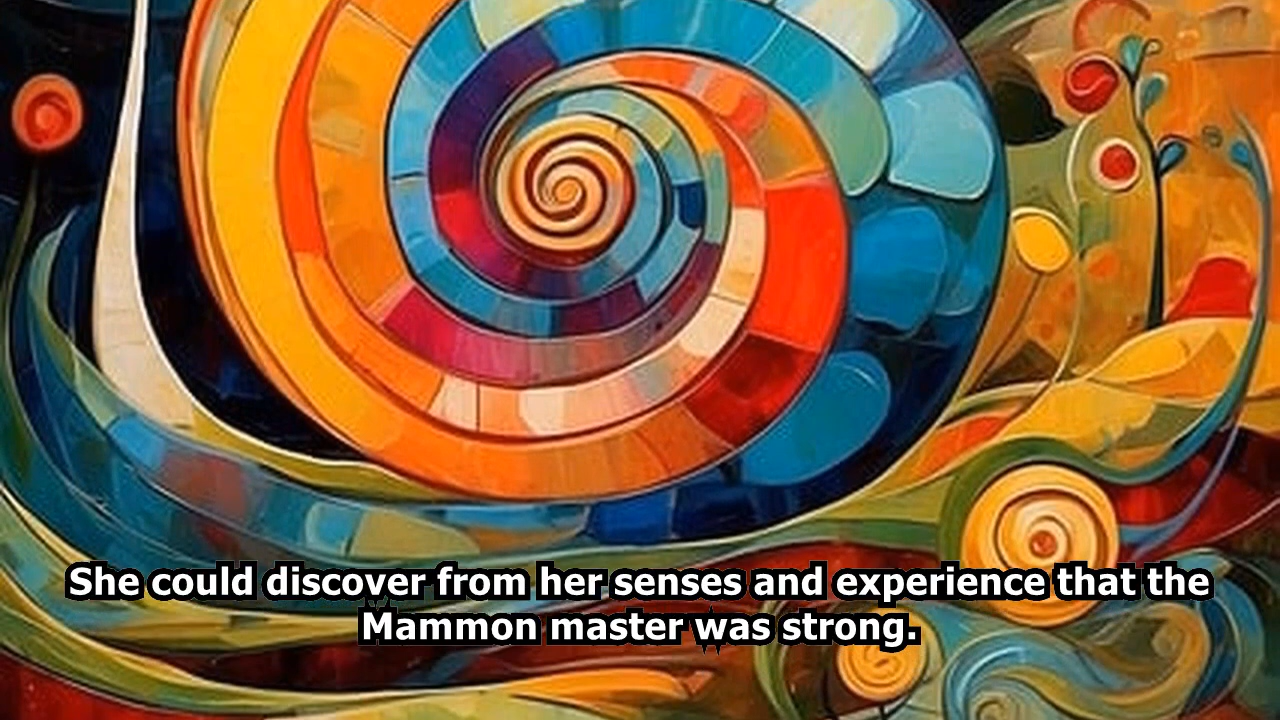 She could discover from her senses and experience that the
Mammon master was strong.